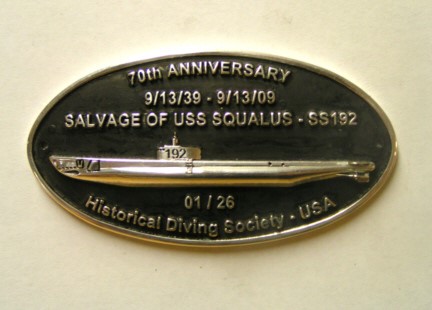 70th ANNIVERSARY
9/13/39 - 9/13/09
SALVAGE OF USS SQUALUS - SS192
192
01 / 26
Historical Diving Society - USA